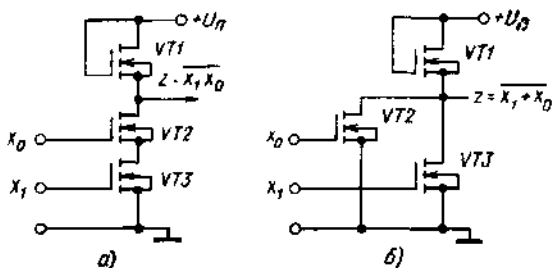 +Uп
VT1
z = X₁X₀
X₀
VT2
X₁
VT3
а)
+Uп
VT1
z = X₁ + X₀
VT2
X₀
VT3
X₁
б)